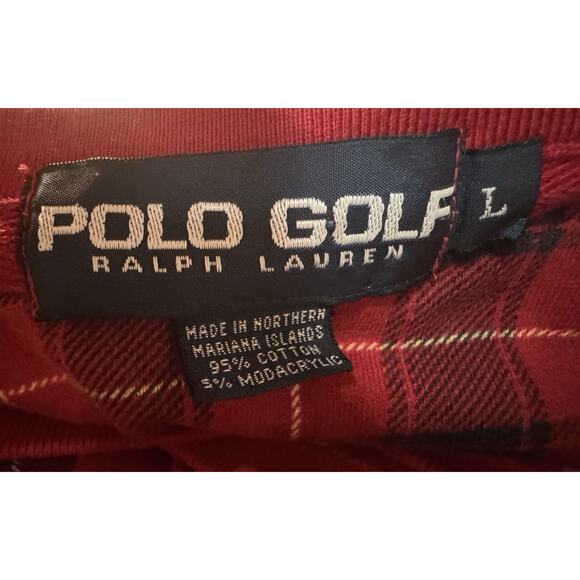 POLO GOLF
RALPH LAUREN
L
MADE IN NORTHERN
MARIANA ISLANDS
95% COTTON
5% MODACRYLIC